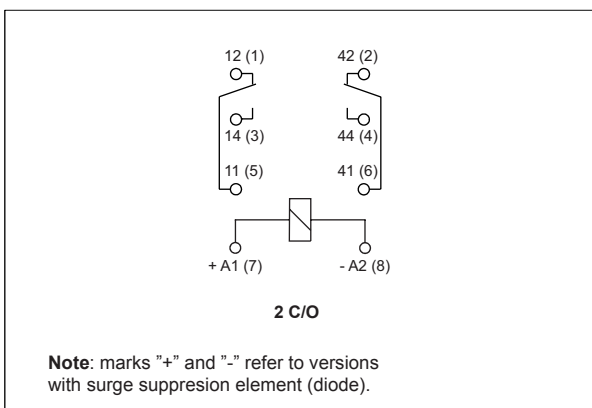 12 (1) 42 (2)
14 (3) 44 (4)
11 (5) 41 (6)
+ A1 (7) - A2 (8)
2 C/O
Note: marks ”+” and ”-” refer to versions
with surge suppresion element (diode).